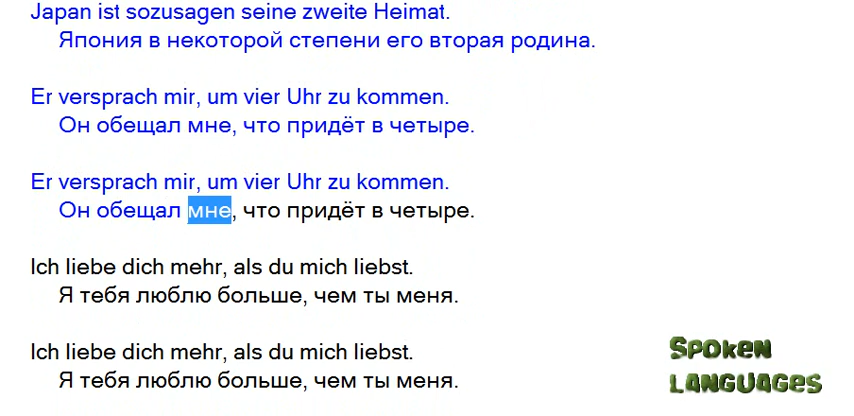 Japan ist sozusagen seine zweite Heimat.
Япония в некоторой степени его вторая родина.
Er versprach mir, um vier Uhr zu kommen.
Он обещал мне, что придёт в четыре.
Er versprach mir, um vier Uhr zu kommen.
Он обещал мне, что придёт в четыре.
Ich liebe dich mehr, als du mich liebst.
Я тебя люблю больше, чем ты меня.
Ich liebe dich mehr, als du mich liebst.
Я тебя люблю больше, чем ты меня.
Spoken
Languages